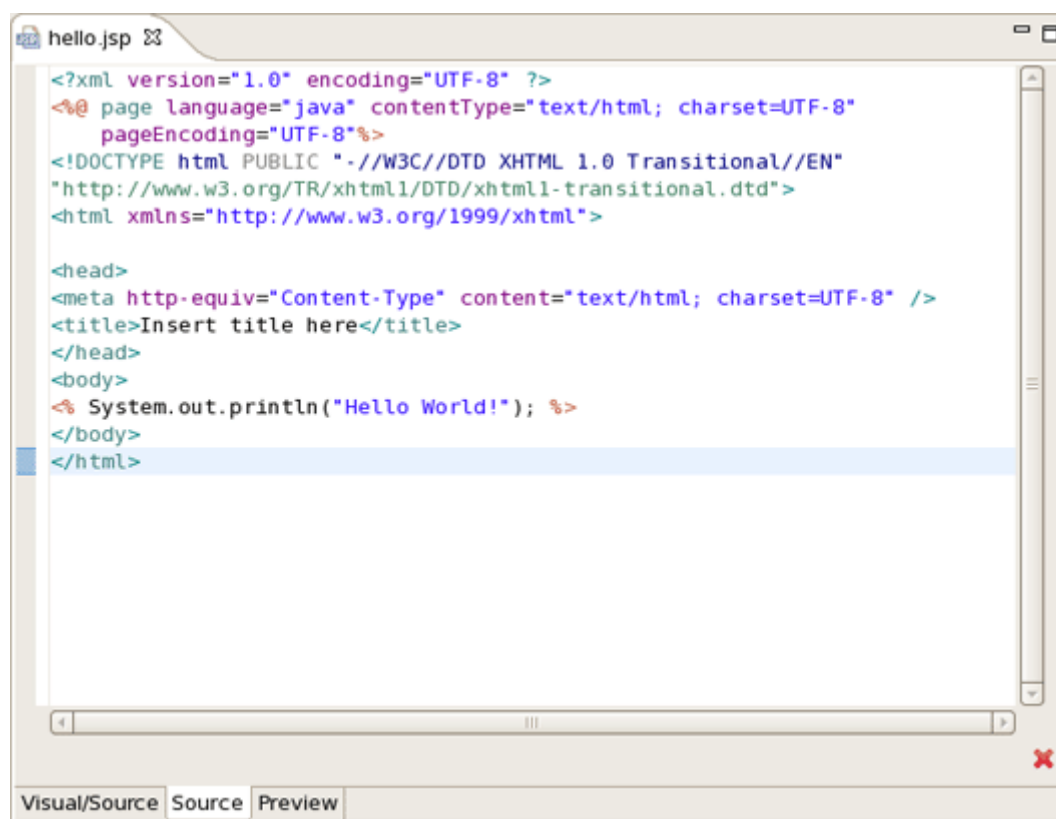 hello.jsp
<?xml version="1.0" encoding="UTF-8" ?>
<%@ page language="java" contentType="text/html; charset=UTF-8"
    pageEncoding="UTF-8"%>
<!DOCTYPE html PUBLIC "-//W3C//DTD XHTML 1.0 Transitional//EN"
"http://www.w3.org/TR/xhtml1/DTD/xhtml1-transitional.dtd">
<html xmlns="http://www.w3.org/1999/xhtml">
<head>
<meta http-equiv="Content-Type" content="text/html; charset=UTF-8" />
<title>Insert title here</title>
</head>
<body>
<% System.out.println("Hello World!"); %>
</body>
</html>
Visual/Source Source Preview